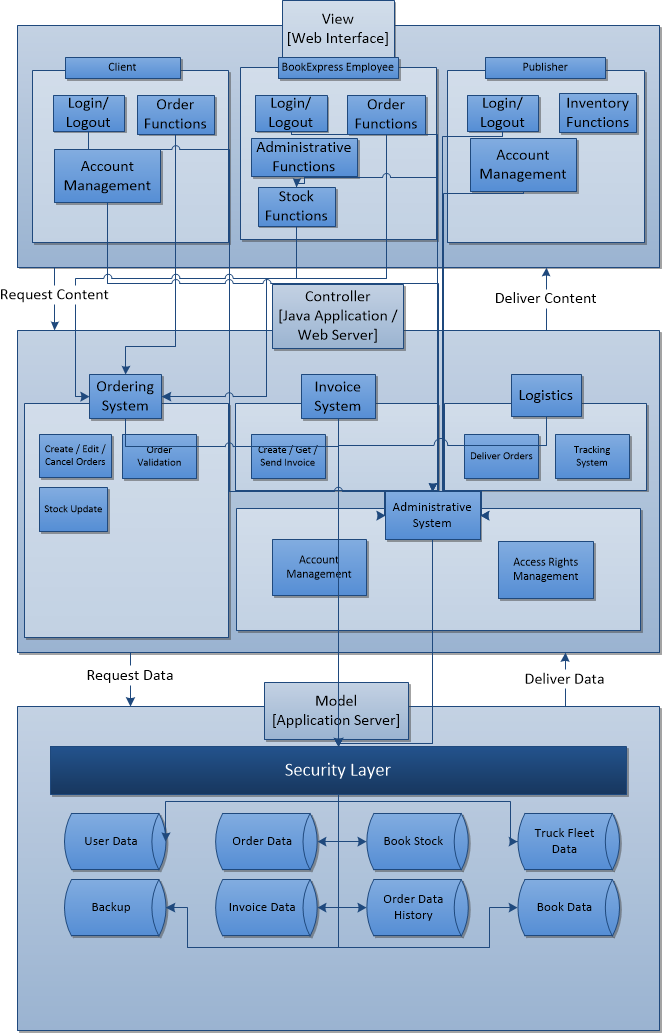 View
[Web Interface]
Client
BookExpress Employee
Publisher
Login/
Logout
Order
Functions
Login/
Logout
Order
Functions
Login/
Logout
Inventory
Functions
Account
Management
Administrative
Functions
Account
Management
Stock
Functions
Request Content
Deliver Content
Controller
[Java Application /
Web Server]
Ordering
System
Invoice
System
Logistics
Create / Edit /
Cancel Orders
Order
Validation
Create / Get /
Send Invoice
Deliver Orders
Tracking
System
Stock Update
Administrative
System
Account
Management
Access Rights
Management
Request Data
Deliver Data
Model
[Application Server]
Security Layer
User Data
Order Data
Book Stock
Truck Fleet
Data
Backup
Invoice Data
Order Data
History
Book Data